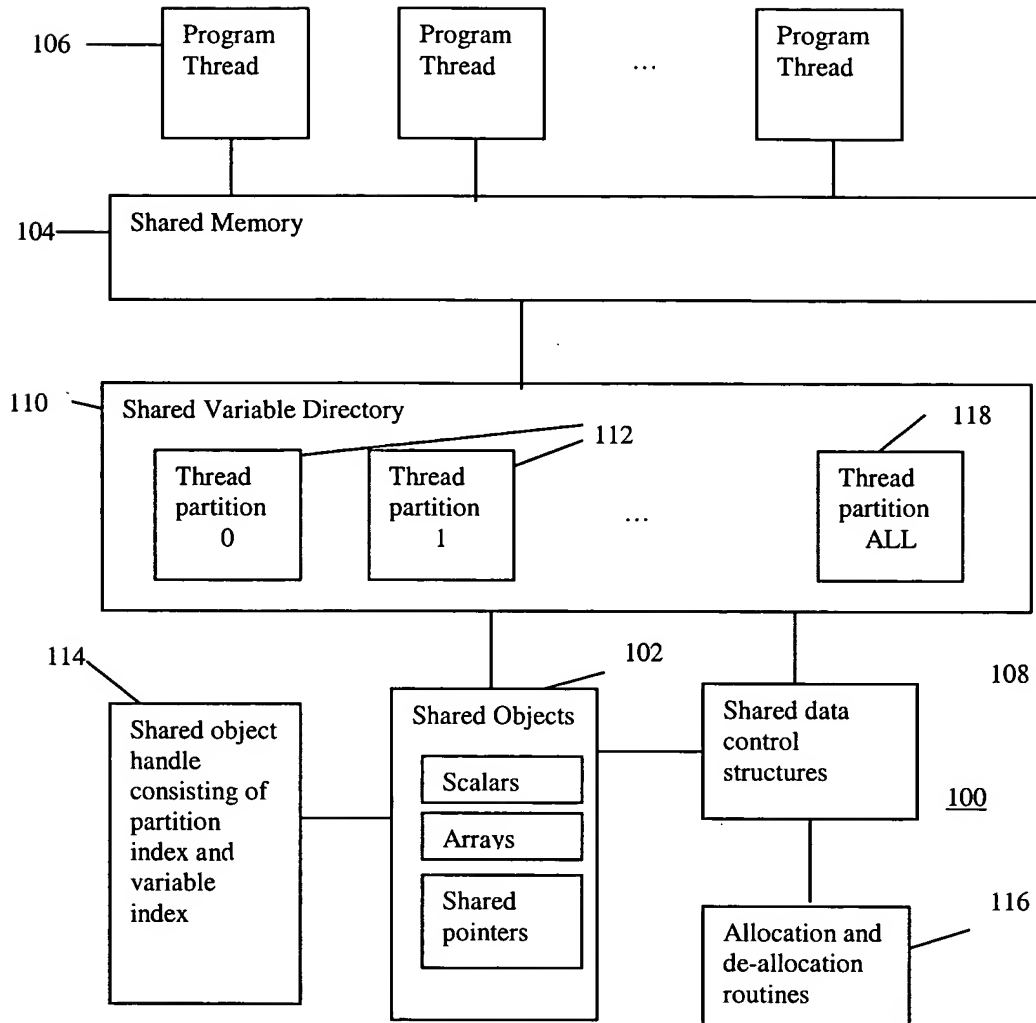 106
Program
Thread
Program
Thread
...
Program
Thread
104
Shared Memory
110
Shared Variable Directory
112
118
Thread
partition
0
Thread
partition
1
...
Thread
partition
ALL
114
102
108
Shared object
handle
consisting of
partition
index and
variable
index
Shared Objects
Scalars
Arrays
Shared
pointers
Shared data
control
structures
100
116
Allocation and
de-allocation
routines